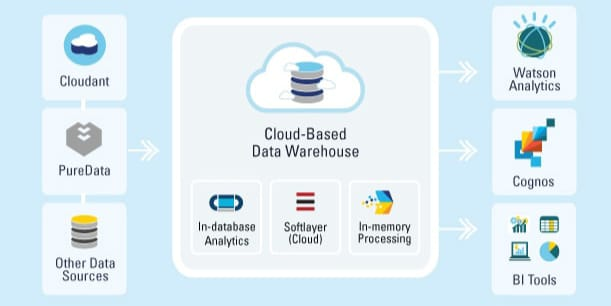 Cloudant
PureData
Other Data
Sources
Cloud-Based
Data Warehouse
In-database
Analytics
Softlayer
(Cloud)
In-memory
Processing
Watson
Analytics
Cognos
BI Tools